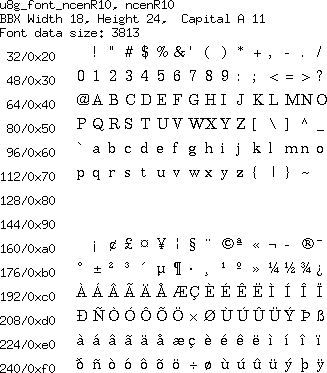 u8g_font_ncenR10, ncenR10
BBX Width 18, Height 24,  Capital A 11
Font data size: 3813
32/0x20 ! " # $ % & ' ( ) * + , - . /
48/0x30 0 1 2 3 4 5 6 7 8 9 : ; < = > ?
64/0x40 @ A B C D E F G H I J K L M N O
80/0x50 P Q R S T U V W X Y Z [ \ ] ^ _
96/0x60 ` a b c d e f g h i j k l m n o
112/0x70 p q r s t u v w x y z { | } ~
128/0x80
144/0x90
160/0xa0 ¡ ¢ £ ¤ ¥ ¦ § ¨ © ª « ¬ - ® ¯
176/0xb0 ° ± ² ³ ´ µ ¶ · ¸ ¹ º » ¼ ½ ¾ ¿
192/0xc0 À Á Â Ã Ä Å Æ Ç È É Ê Ë Ì Í Î Ï
208/0xd0 Ð Ñ Ò Ó Ô Õ Ö × Ø Ù Ú Û Ü Ý Þ ß
224/0xe0 à á â ã ä å æ ç è é ê ë ì í î ï
240/0xf0 ð ñ ò ó ô õ ö ÷ ø ù ú û ü ý þ ÿ